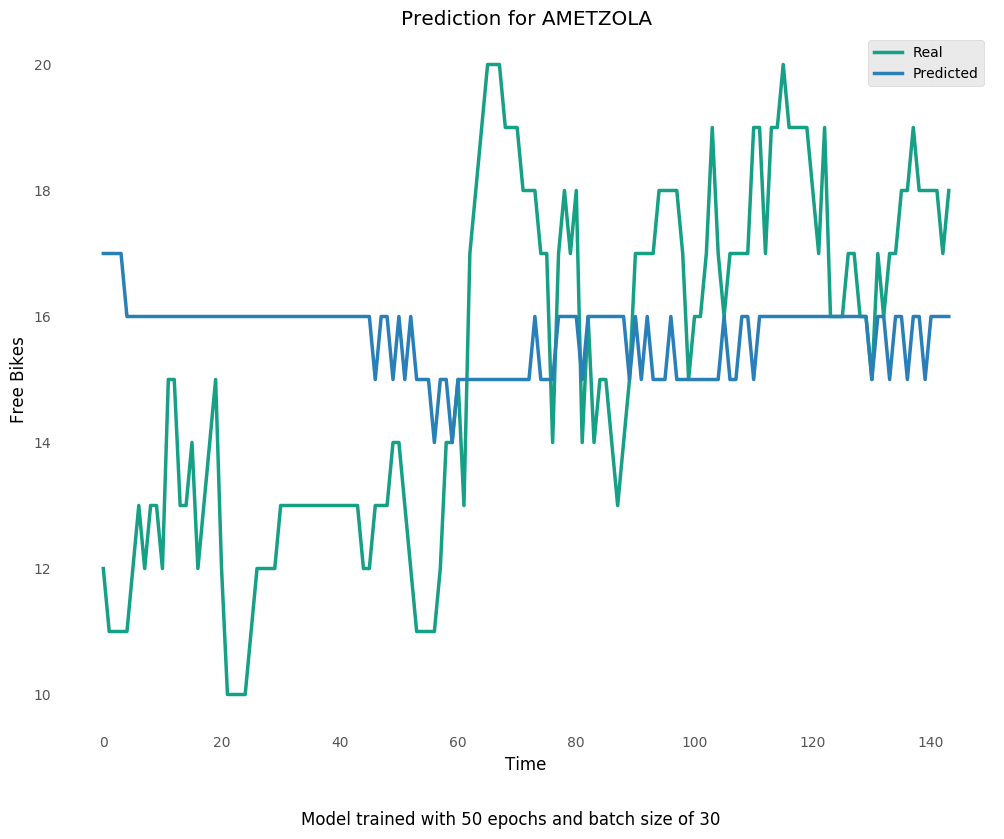 Prediction for AMETZOLA
Real
Predicted
20
18
16
14
12
10
Free Bikes
0 20 40 60 80 100 120 140
Time
Model trained with 50 epochs and batch size of 30